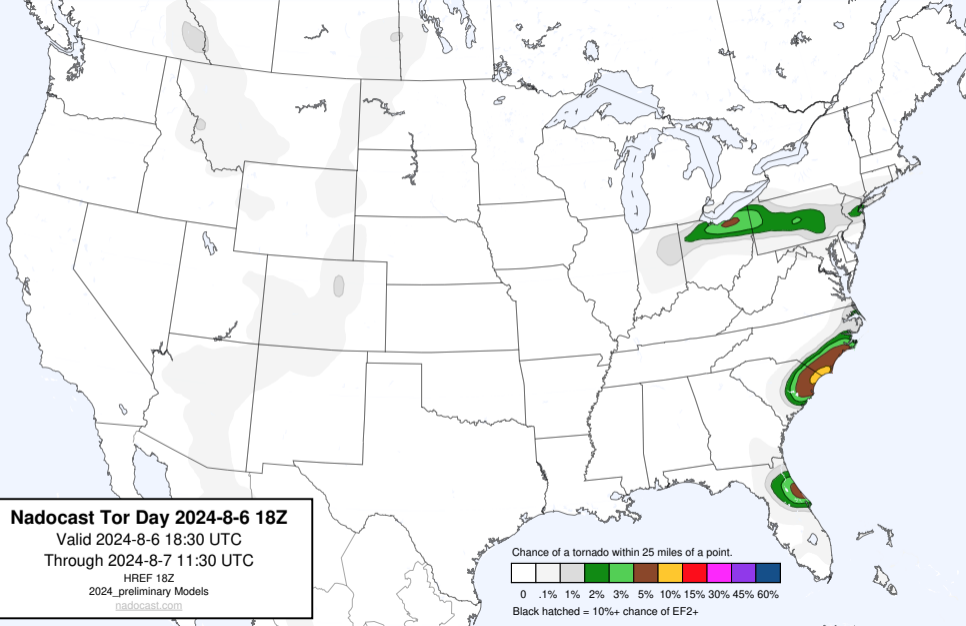 Nadocast Tor Day 2024-8-6 18Z
Valid 2024-8-6 18:30 UTC
Through 2024-8-7 11:30 UTC
HREF 18Z
2024_preliminary Models
nadocast.com
Chance of a tornado within 25 miles of a point.
0 .1% 1% 2% 3% 5% 10% 15% 30% 45% 60%
Black hatched = 10%+ chance of EF2+